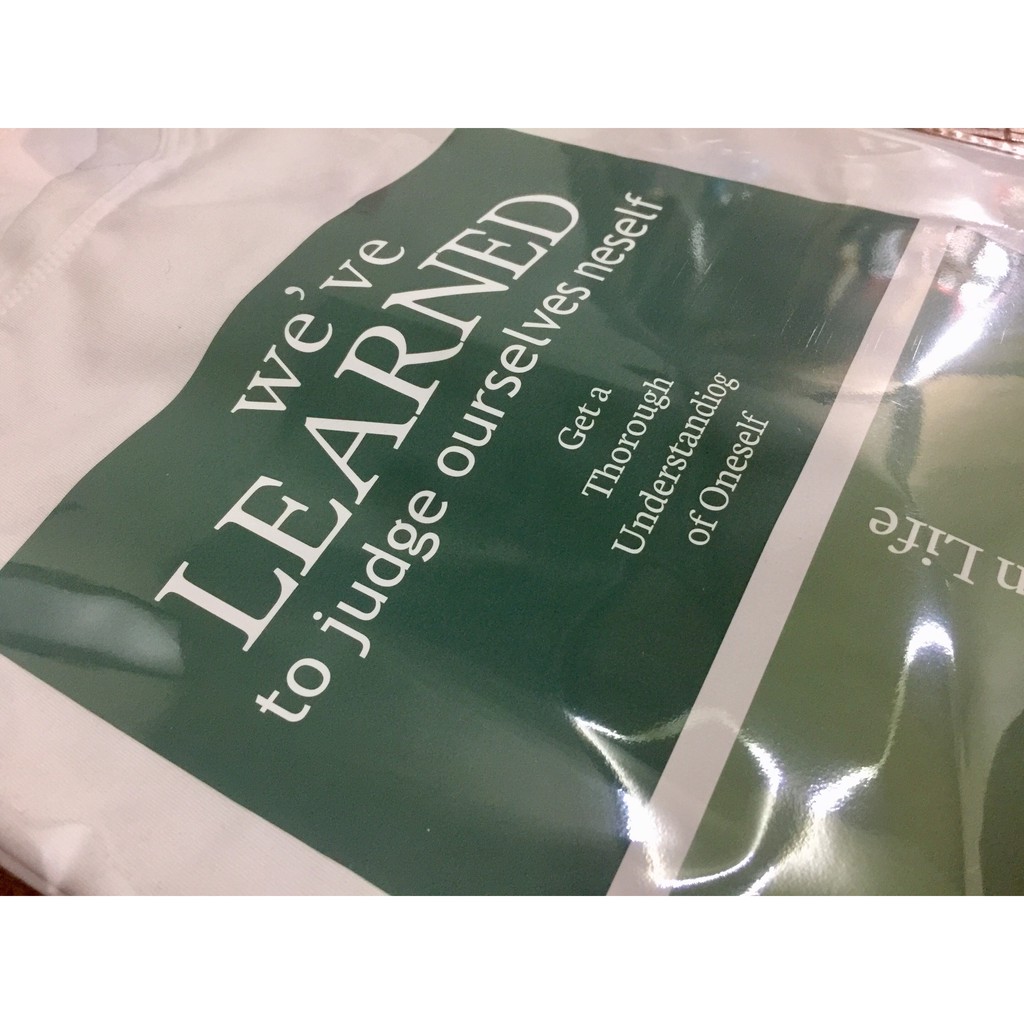 we've
LEARNED
to judge ourselves neself
Get a
Thorough
Understandiog
of Oneself
n Life